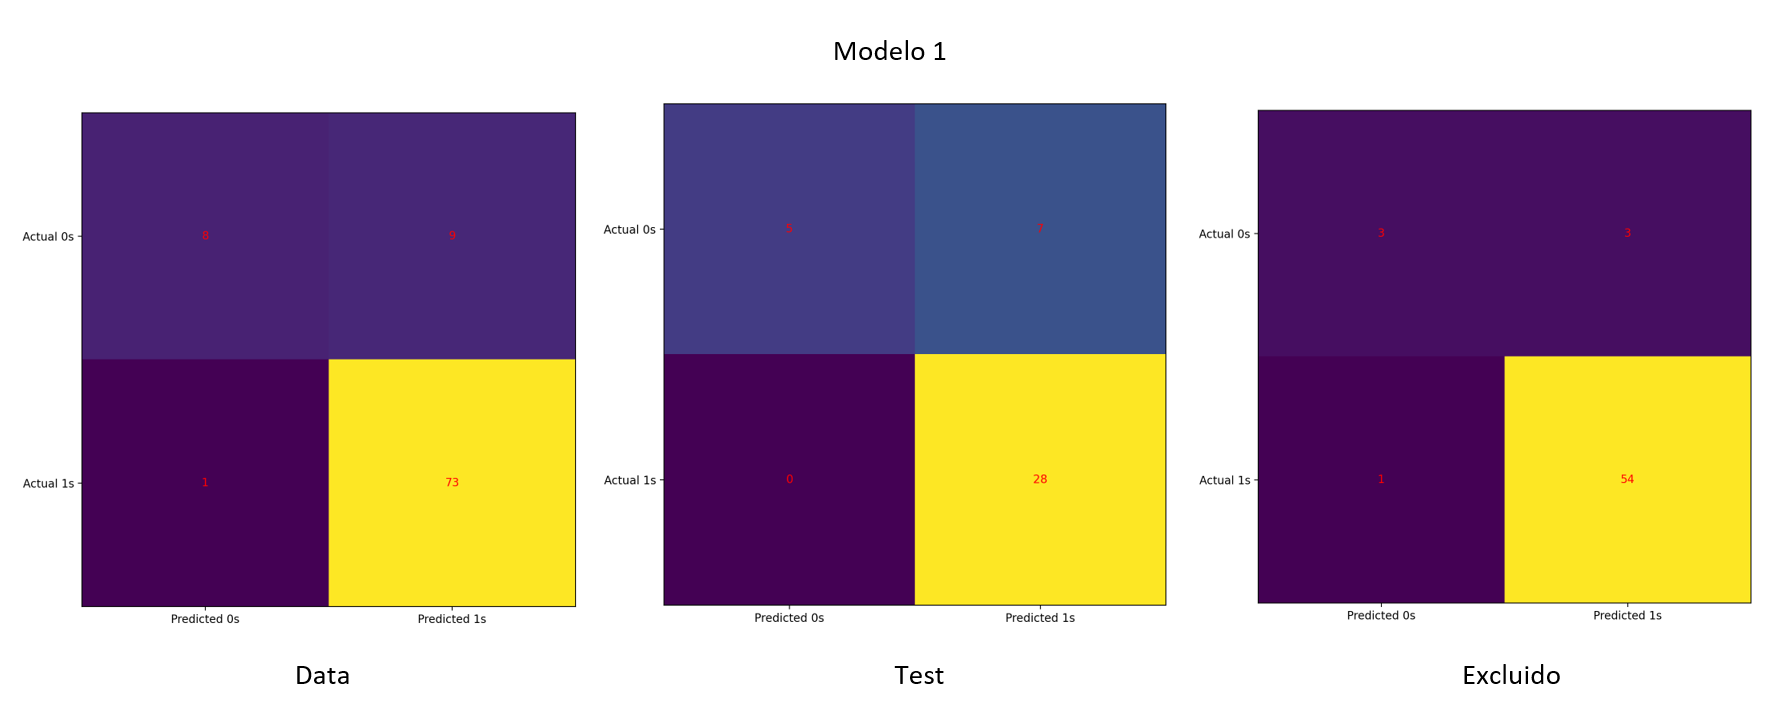 Modelo 1
Actual 0s
8
9
Actual 1s
1
73
Predicted 0s
Predicted 1s
Data
Actual 0s
5
7
Actual 1s
0
28
Predicted 0s
Predicted 1s
Test
Actual 0s
3
3
Actual 1s
1
54
Predicted 0s
Predicted 1s
Excluido